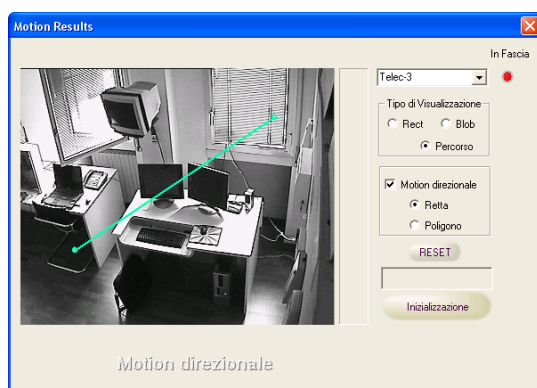 Motion Results
In Fascia
Telec-3
Tipo di Visualizzazione
Rect Blob
Percorso
Motion direzionale
Retta
Poligono
RESET
Inizializzazione
Motion direzionale